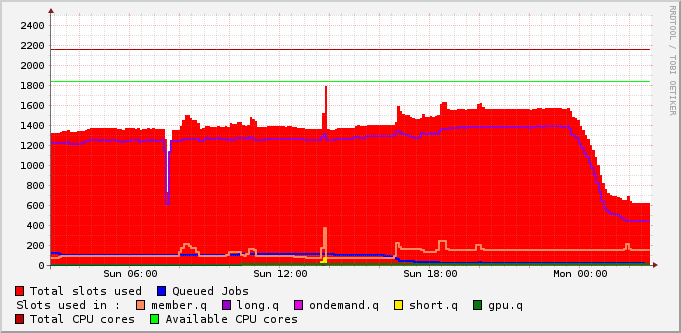 RRDTOOL / TOBI OETIKER
2400
2200
2000
1800
1600
1400
1200
1000
800
600
400
200
0
Sun 06:00 Sun 12:00 Sun 18:00 Mon 00:00
Total slots used Queued Jobs
Slots used in : member.q long.q ondemand.q short.q gpu.q
Total CPU cores Available CPU cores